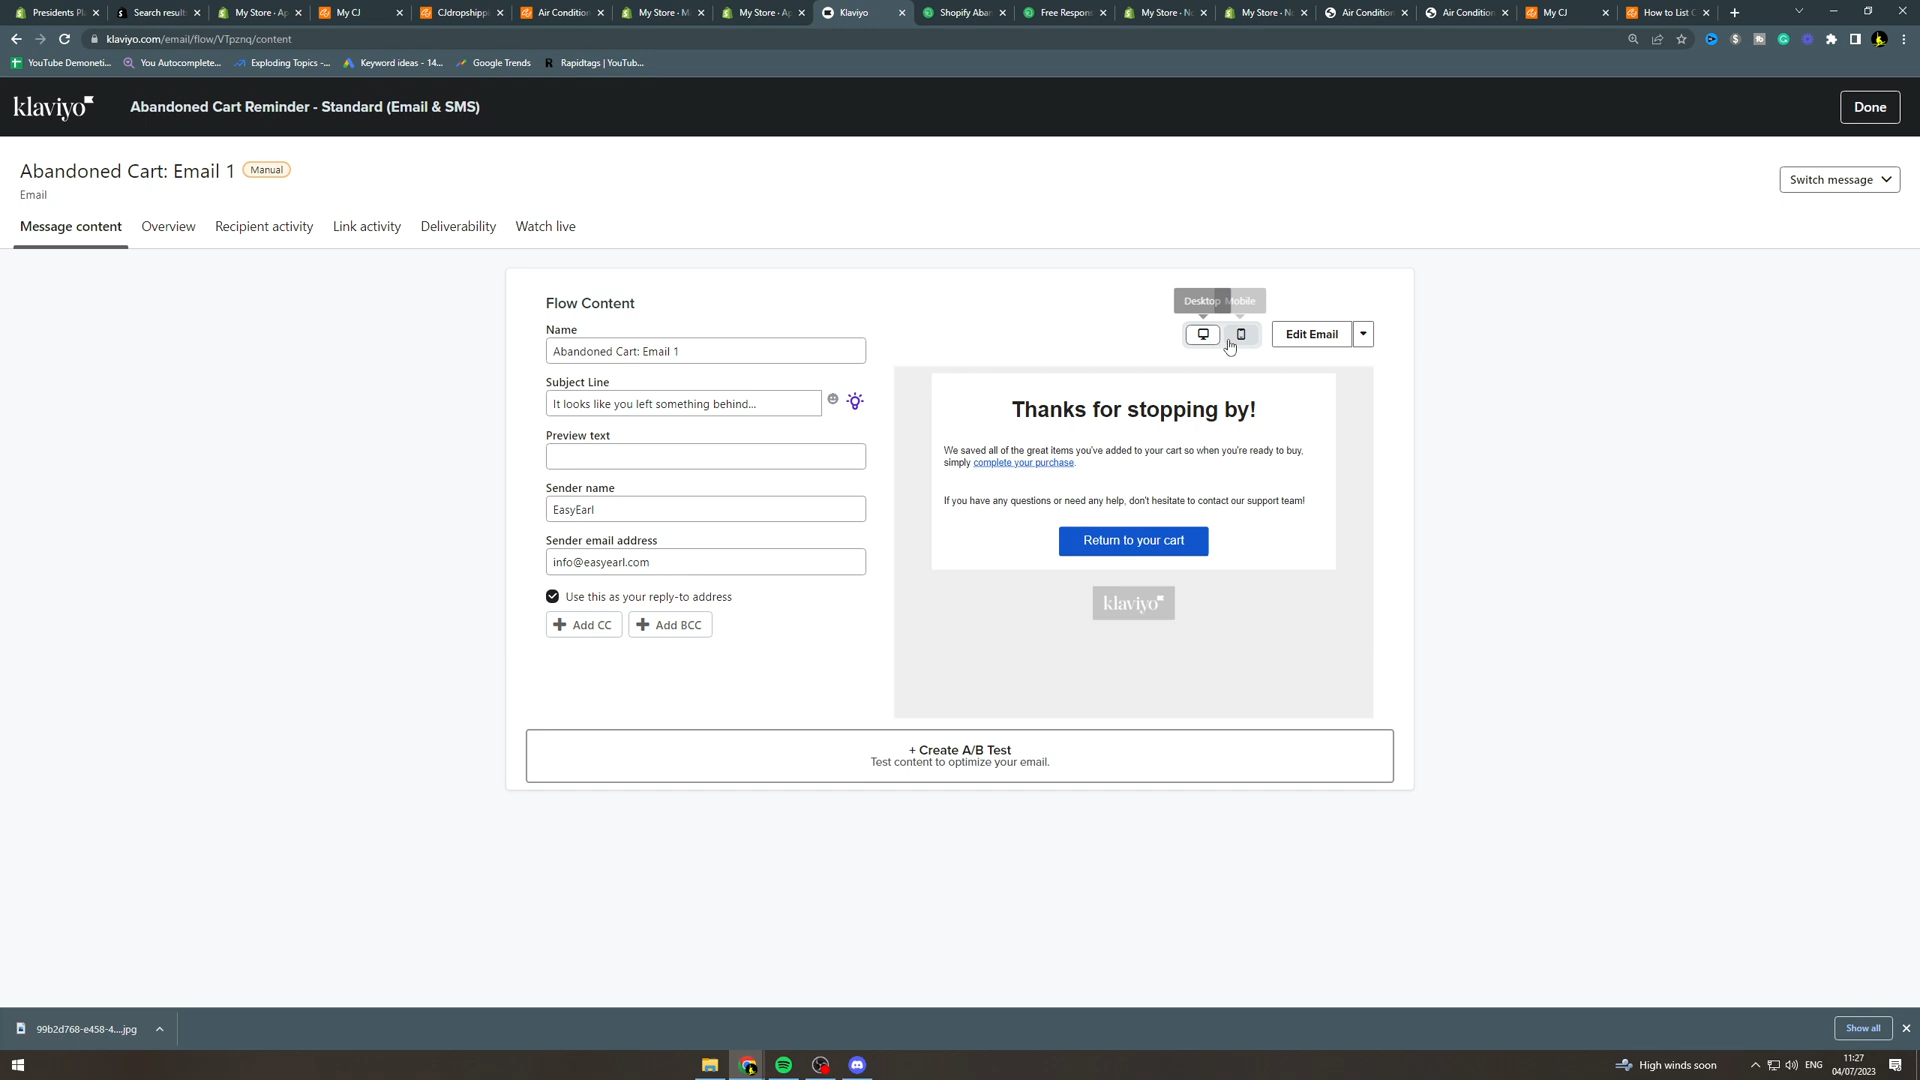 Presidents Pl
Search result
My Store · Ap
My CJ
CJdropshippi
Air Condition
My Store · M
My Store · Ap
Klaviyo
Shopify Aba
Free Respon
My Store · N
My Store · N
Air Condition
Air Condition
My CJ
How to List C
klaviyo.com/email/flow/VTpznq/content
YouTube Demoneti...
You Autocomplete...
Exploding Topics -...
Keyword ideas - 14...
Google Trends
Rapidtags | YouTub...
klaviyo
Abandoned Cart Reminder - Standard (Email & SMS)
Done
Abandoned Cart: Email 1
Manual
Email
Switch message
Message content
Overview
Recipient activity
Link activity
Deliverability
Watch live
Flow Content
Desktop
Mobile
Edit Email
Name
Abandoned Cart: Email 1
Subject Line
It looks like you left something behind...
Preview text
Sender name
EasyEarl
Sender email address
info@easyearl.com
Use this as your reply-to address
Add CC
Add BCC
Thanks for stopping by!
We saved all of the great items you've added to your cart so when you're ready to buy,
simply complete your purchase.
If you have any questions or need any help, don't hesitate to contact our support team!
Return to your cart
klaviyo
+ Create A/B Test
Test content to optimize your email.
99b2d768-e458-4....jpg
Show all
High winds soon
ENG
11:27
04/07/2023